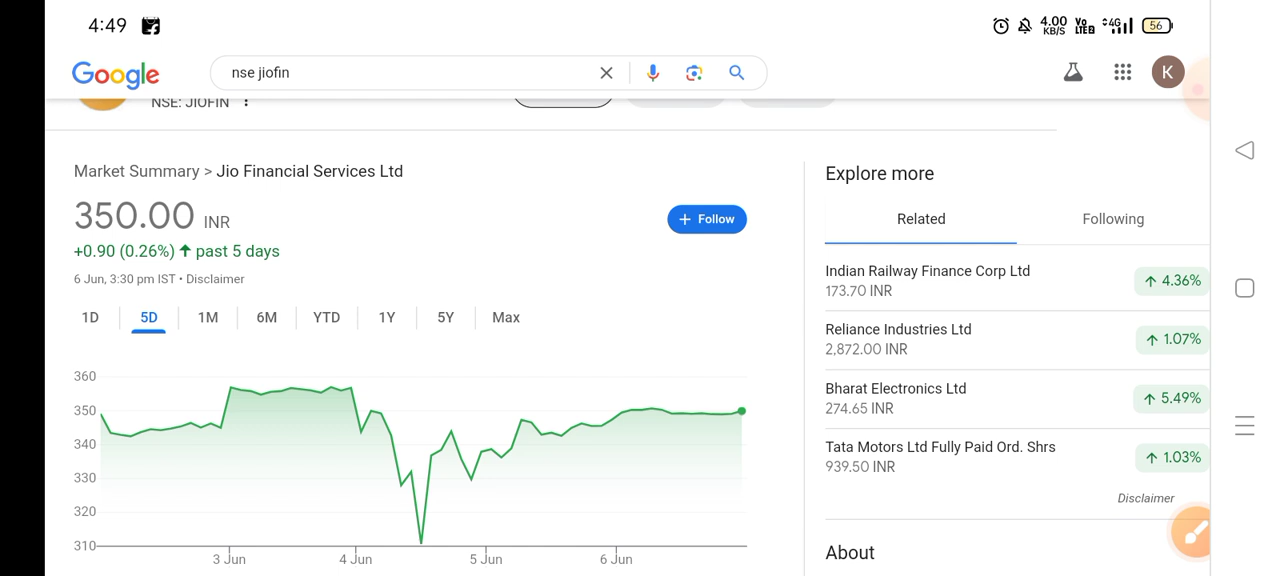 4:49
4.00
KB/S
Vo
LTE2
4G
56
Google
nse jiofin
K
NSE: JIOFIN
Market Summary > Jio Financial Services Ltd
350.00 INR
+ Follow
+0.90 (0.26%) ↑ past 5 days
6 Jun, 3:30 pm IST • Disclaimer
1D 5D 1M 6M YTD 1Y 5Y Max
360
350
340
330
320
310
3 Jun 4 Jun 5 Jun 6 Jun
Explore more
Related Following
Indian Railway Finance Corp Ltd
173.70 INR
↑ 4.36%
Reliance Industries Ltd
2,872.00 INR
↑ 1.07%
Bharat Electronics Ltd
274.65 INR
↑ 5.49%
Tata Motors Ltd Fully Paid Ord. Shrs
939.50 INR
↑ 1.03%
Disclaimer
About